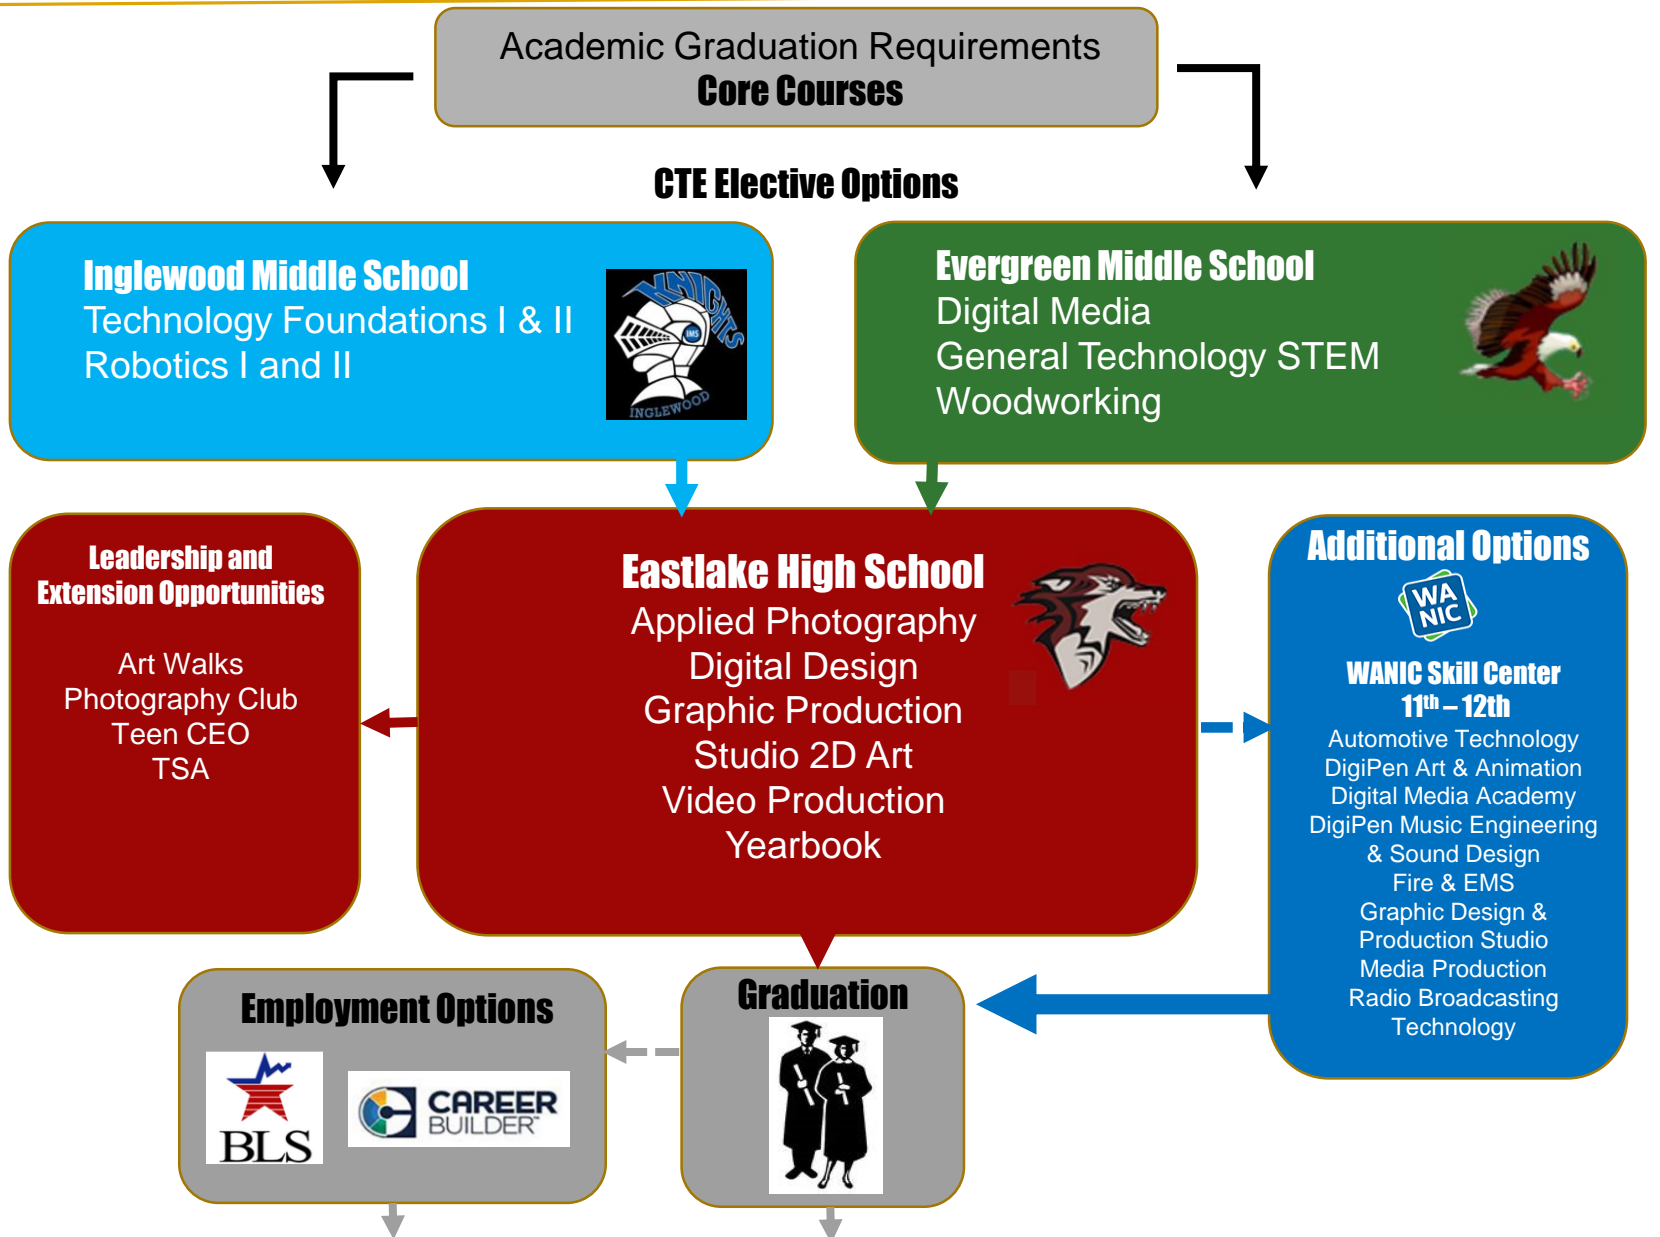 Academic Graduation Requirements
Core Courses
CTE Elective Options
Inglewood Middle School
Technology Foundations I & II
Robotics I and II
KNIGHTS
IMS
INGLEWOOD
Evergreen Middle School
Digital Media
General Technology STEM
Woodworking
Leadership and
Extension Opportunities
Art Walks
Photography Club
Teen CEO
TSA
Eastlake High School
Applied Photography
Digital Design
Graphic Production
Studio 2D Art
Video Production
Yearbook
Additional Options
WA
NIC
WANIC Skill Center
11th – 12th
Automotive Technology
DigiPen Art & Animation
Digital Media Academy
DigiPen Music Engineering
& Sound Design
Fire & EMS
Graphic Design &
Production Studio
Media Production
Radio Broadcasting
Technology
Employment Options
BLS
CAREER
BUILDER™
Graduation